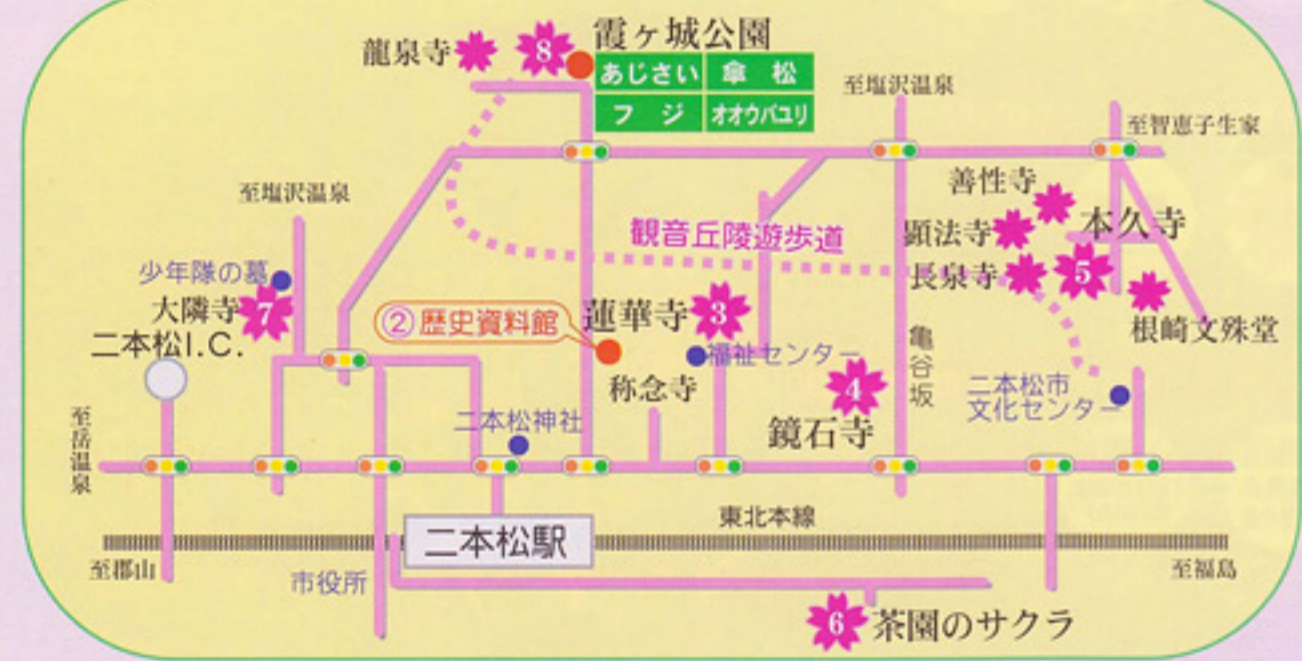 霞ヶ城公園
龍泉寺
8
あじさい
傘松
フジ
オオウバユリ
至塩沢温泉
至智恵子生家
善性寺
至塩沢温泉
本久寺
顕法寺
観音丘陵遊歩道
少年隊の墓
長泉寺
5
大隣寺
7
②歴史資料館
蓮華寺
3
根崎文殊堂
二本松I.C.
福祉センター
亀谷坂
称念寺
4
二本松市
文化センター
至岳温泉
二本松神社
鏡石寺
東北本線
二本松駅
至郡山
市役所
至福島
6
茶園のサクラ